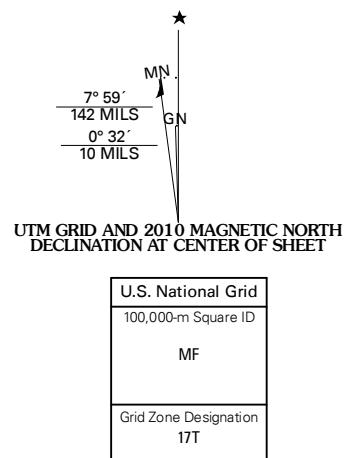 MN
7° 59´
142 MILS
GN
0° 32´
10 MILS
UTM GRID AND 2010 MAGNETIC NORTH
DECLINATION AT CENTER OF SHEET
U.S. National Grid
100,000-m Square ID
MF
Grid Zone Designation
17T